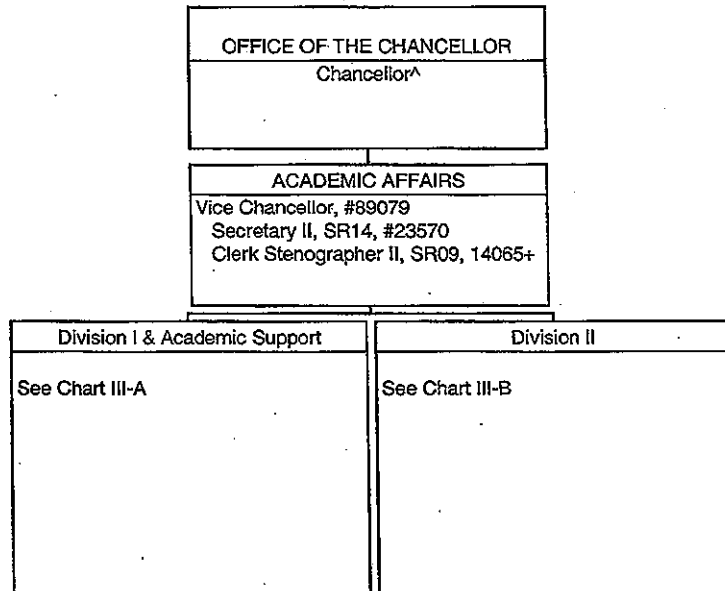 OFFICE OF THE CHANCELLOR
Chancellor^
ACADEMIC AFFAIRS
Vice Chancellor, #89079
Secretary II, SR14, #23570
Clerk Stenographer II, SR09, 14065+
Division I & Academic Support
See Chart III-A
Division II
See Chart III-B